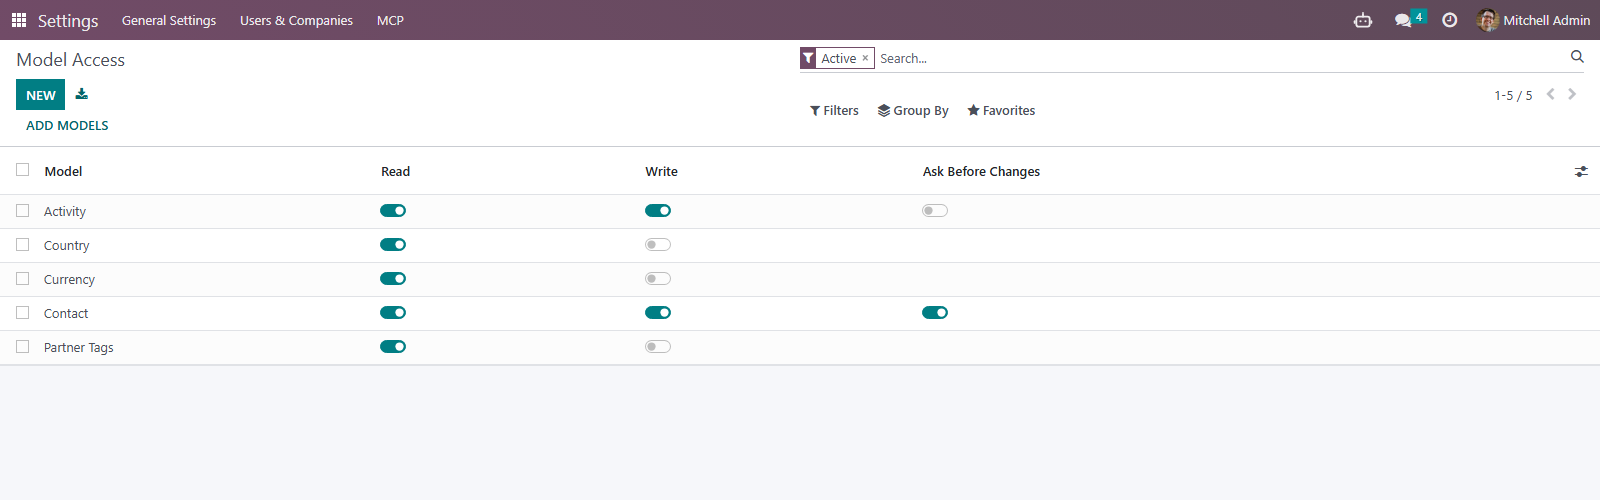 Settings General Settings Users & Companies MCP 4 Mitchell Admin
Model Access
Active × Search...
NEW
Filters Group By Favorites
1-5 / 5
ADD MODELS
Model Read Write Ask Before Changes
Activity
Country
Currency
Contact
Partner Tags